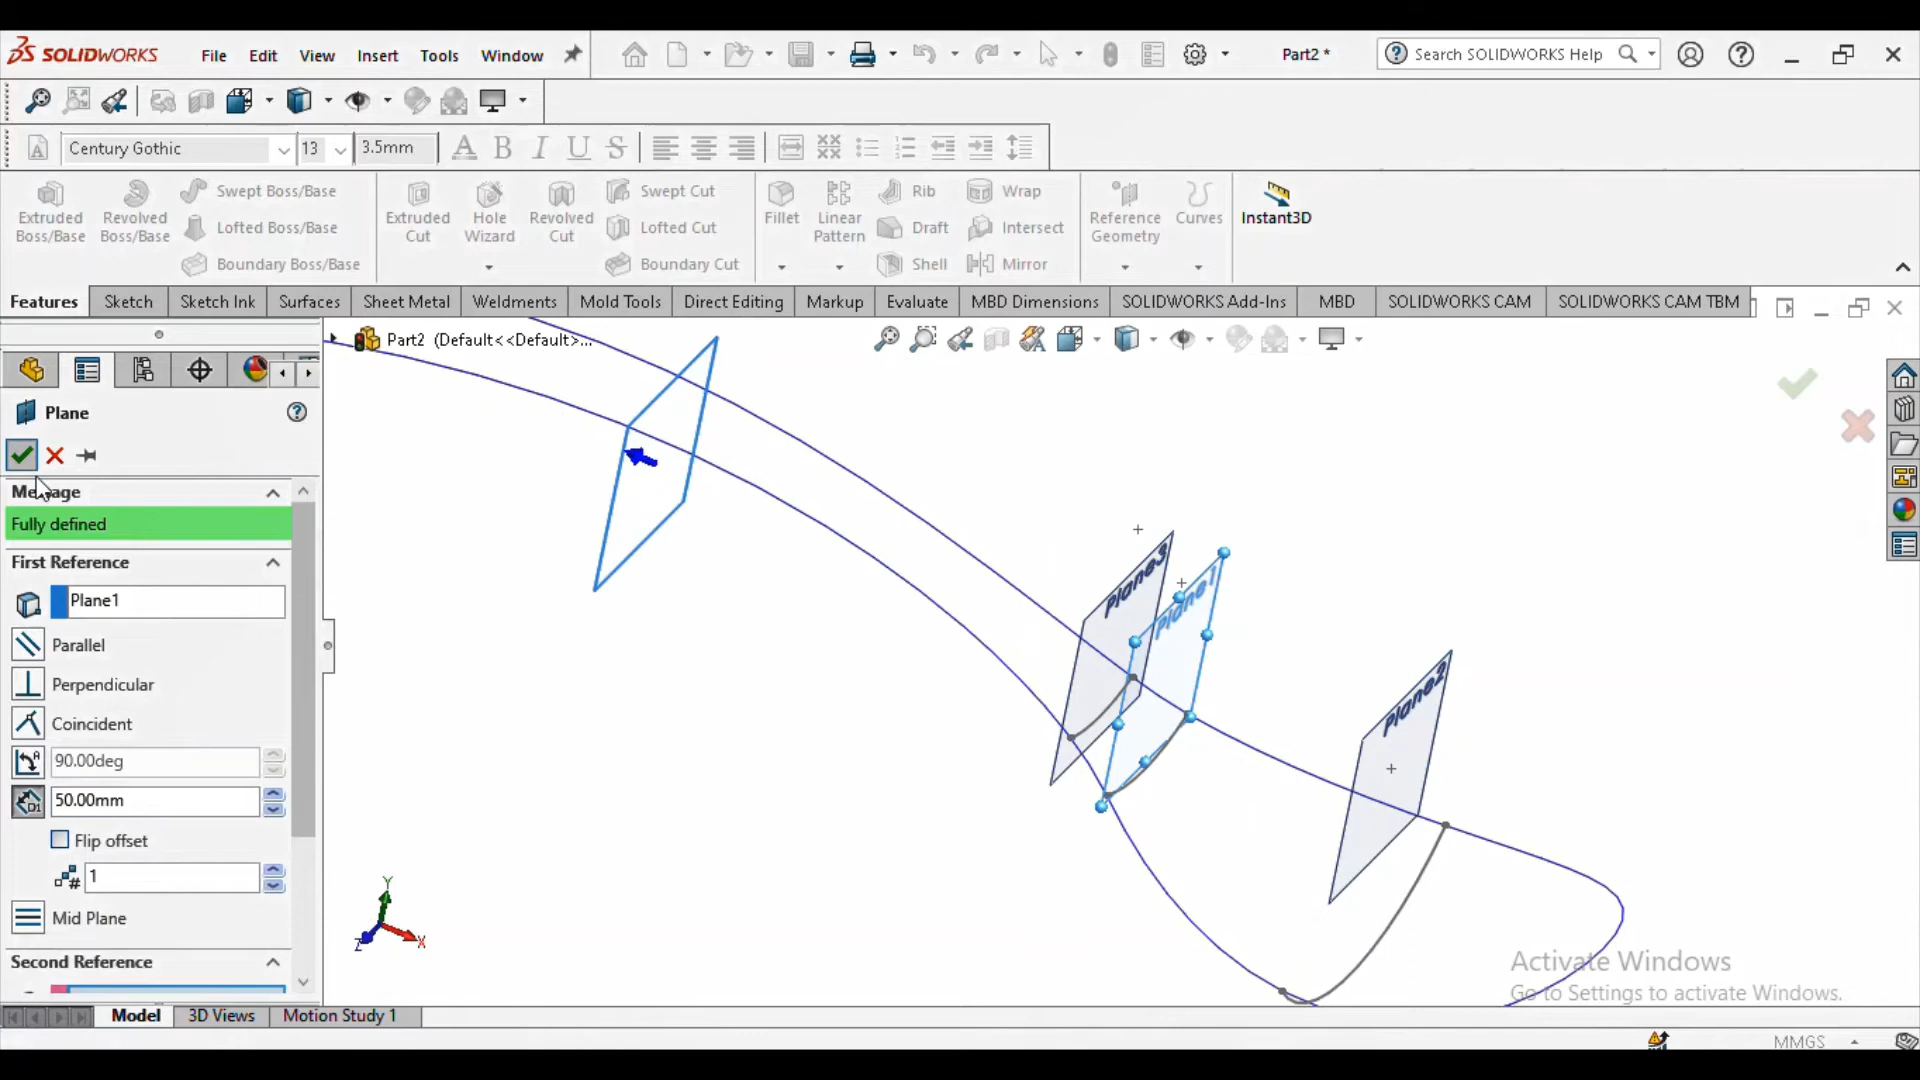 SOLIDWORKS File Edit View Insert Tools Window Part2 * Search SOLIDWORKS Help
Century Gothic 13 3.5mm A B I U S
Extruded Boss/Base
Revolved Boss/Base
Swept Boss/Base
Lofted Boss/Base
Boundary Boss/Base
Extruded Cut
Hole Wizard
Revolved Cut
Swept Cut
Lofted Cut
Boundary Cut
Fillet
Linear Pattern
Rib
Draft
Shell
Wrap
Intersect
Mirror
Reference Geometry
Curves
Instant3D
Features Sketch Sketch Ink Surfaces Sheet Metal Weldments Mold Tools Direct Editing Markup Evaluate MBD Dimensions SOLIDWORKS Add-Ins MBD SOLIDWORKS CAM SOLIDWORKS CAM TBM
Part2 (Default<<Default>...
Plane
Message
Fully defined
First Reference
Plane1
Parallel
Perpendicular
Coincident
90.00deg
50.00mm
Flip offset
1
Mid Plane
Second Reference
Plane3
Plane1
Plane2
Y
Z
X
Activate Windows
Go to Settings to activate Windows.
Model 3D Views Motion Study 1
MMGS